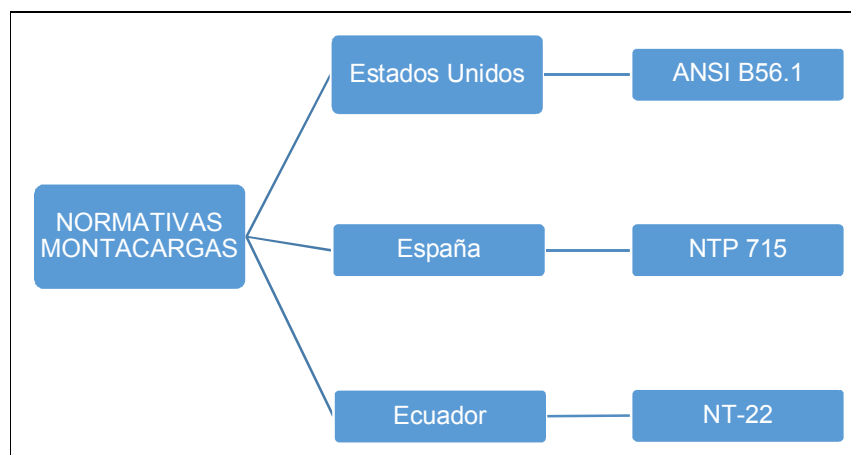 NORMATIVAS
MONTACARGAS
Estados Unidos
ANSI B56.1
España
NTP 715
Ecuador
NT-22